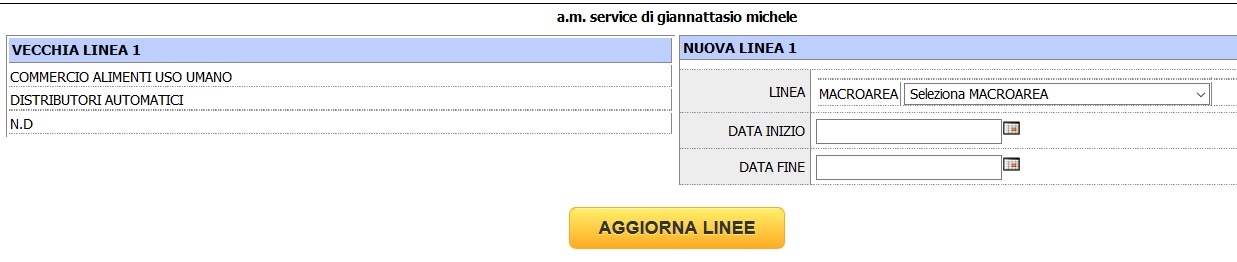 a.m. service di giannattasio michele
VECCHIA LINEA 1
COMMERCIO ALIMENTI USO UMANO
DISTRIBUTORI AUTOMATICI
N.D
NUOVA LINEA 1
LINEA MACROAREA Seleziona MACROAREA
DATA INIZIO
DATA FINE
AGGIORNA LINEE